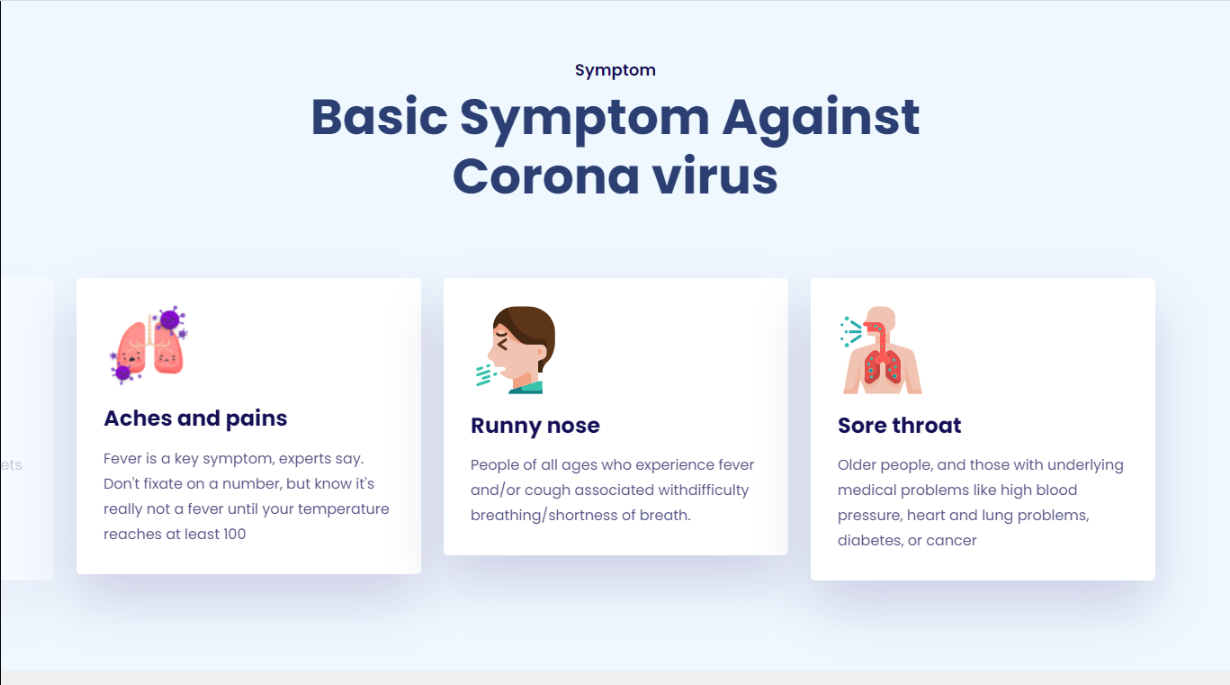 Symptom
Basic Symptom Against
Corona virus
ets
Aches and pains
Fever is a key symptom, experts say.
Don't fixate on a number, but know it's
really not a fever until your temperature
reaches at least 100
Runny nose
People of all ages who experience fever
and/or cough associated withdifficulty
breathing/shortness of breath.
Sore throat
Older people, and those with underlying
medical problems like high blood
pressure, heart and lung problems,
diabetes, or cancer